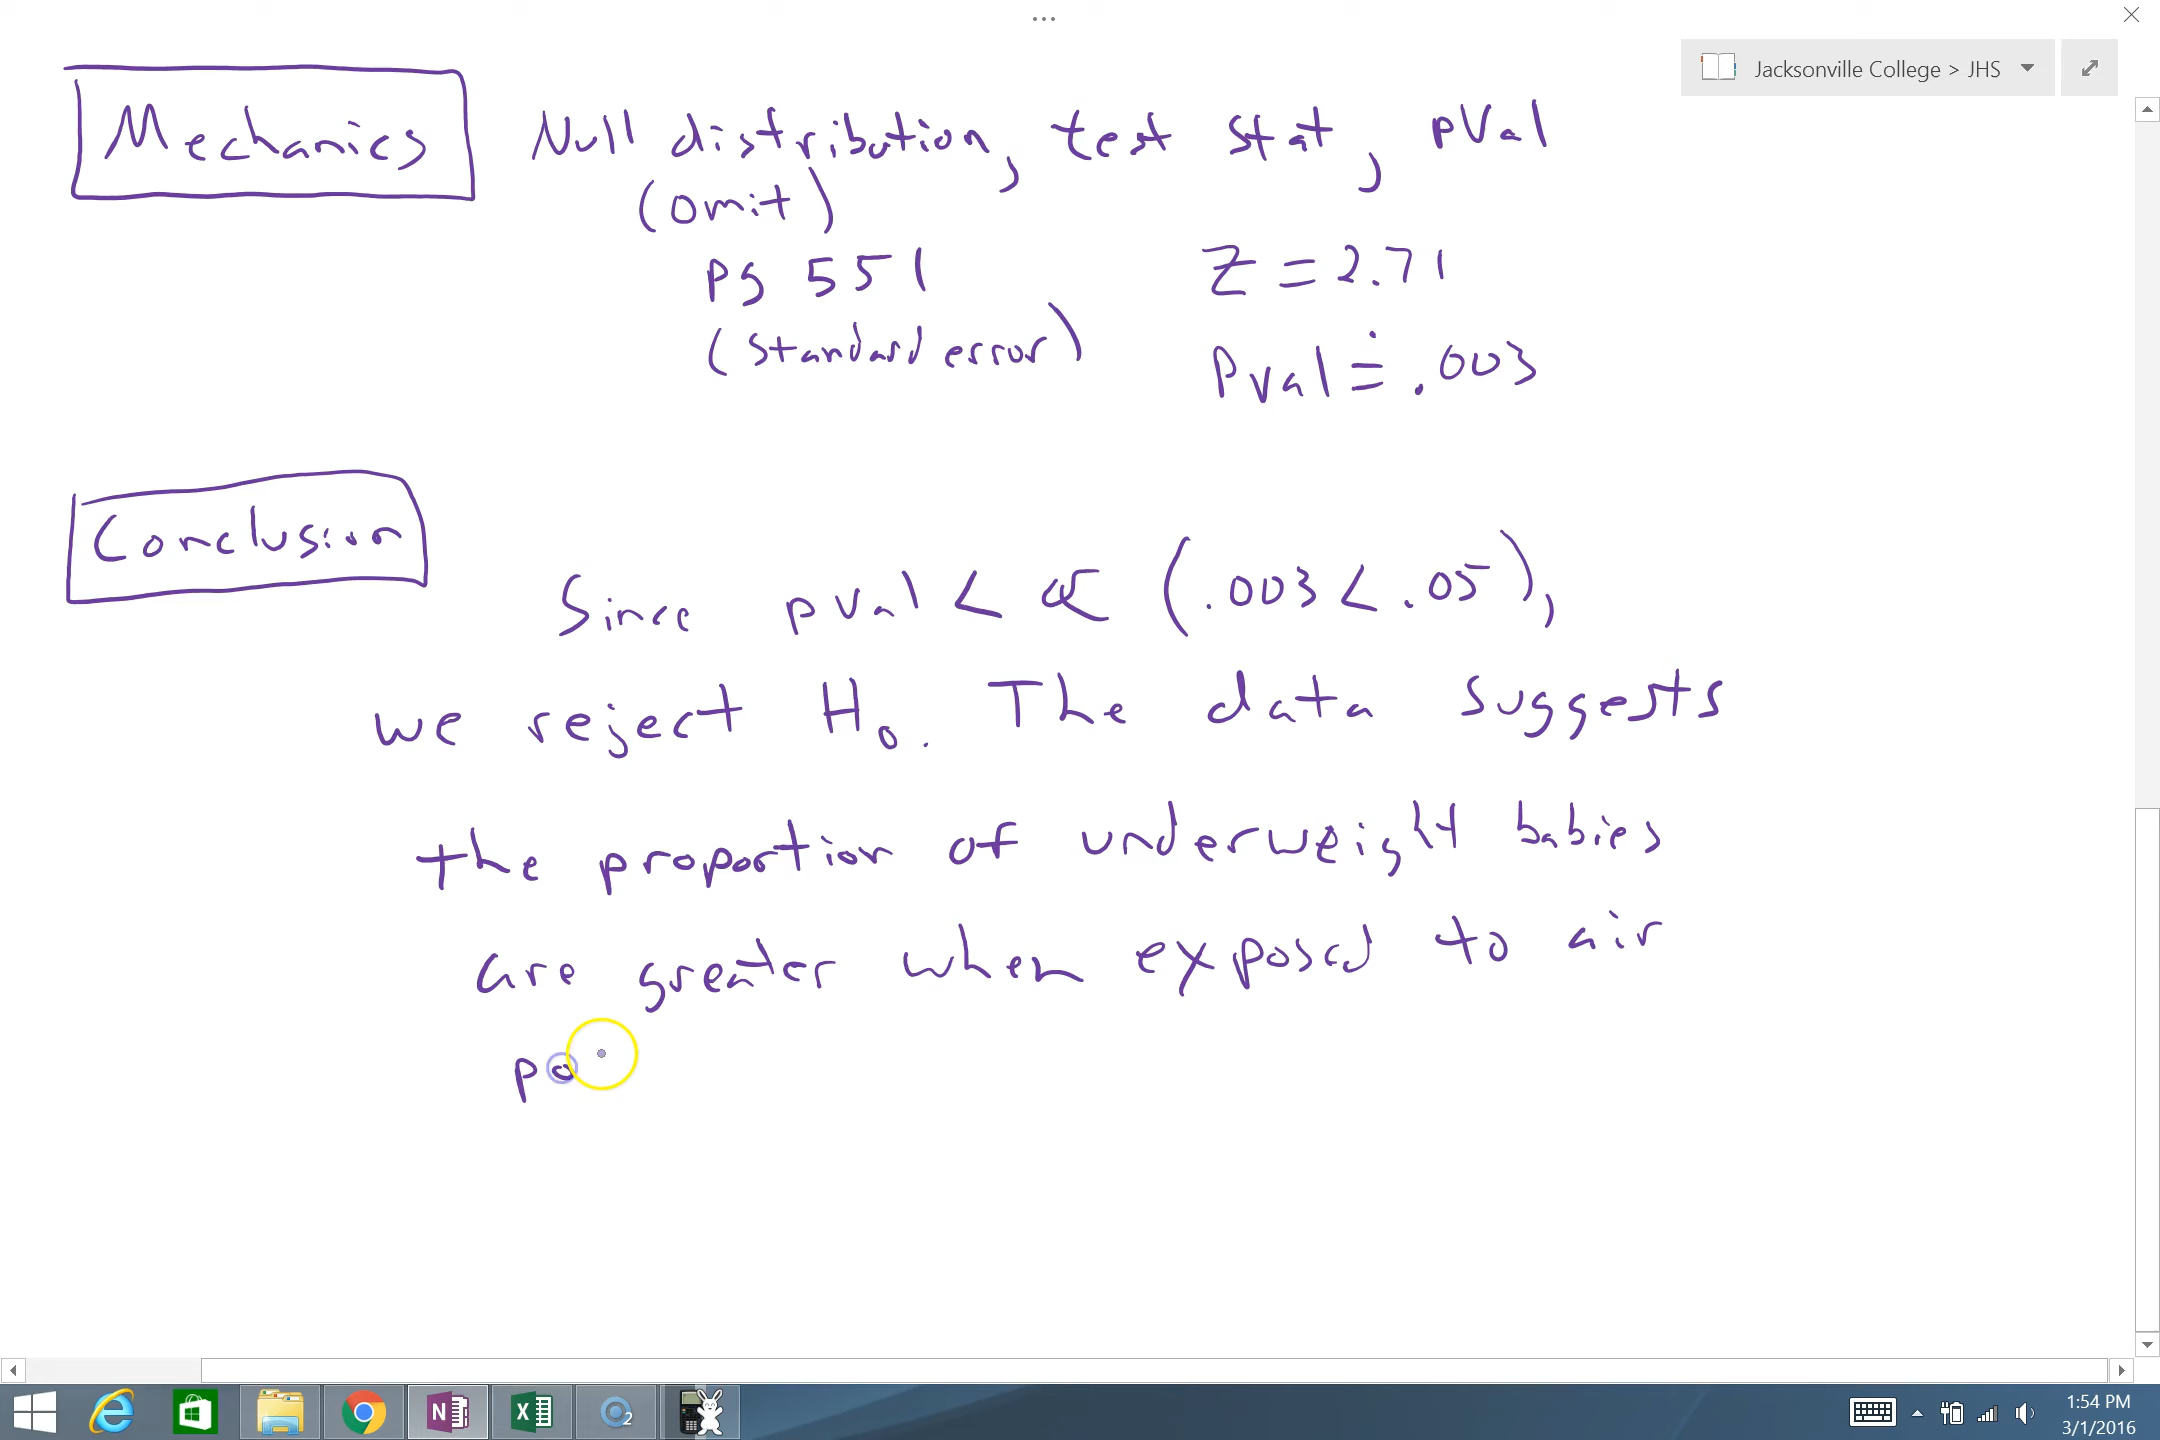 Jacksonville College > JHS
Mechanics
Null distribution, test stat, pVal
(omit)
pg 551
Z = 2.71
(standard error)
Pval ≐ .003
Conclusion
Since pval < α (.003 < .05),
we reject H₀. The data suggests
the proportion of underweight babies
are greater when exposed to air
po
1:54 PM
3/1/2016